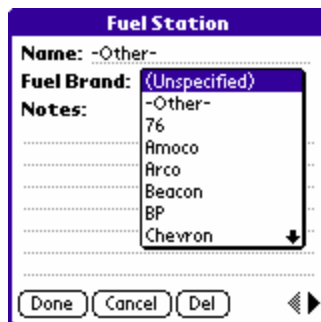 Fuel Station
Name: -Other-
Fuel Brand: (Unspecified)
-Other-
Notes:
76
Amoco
Arco
Beacon
BP
Chevron
Done Cancel Del